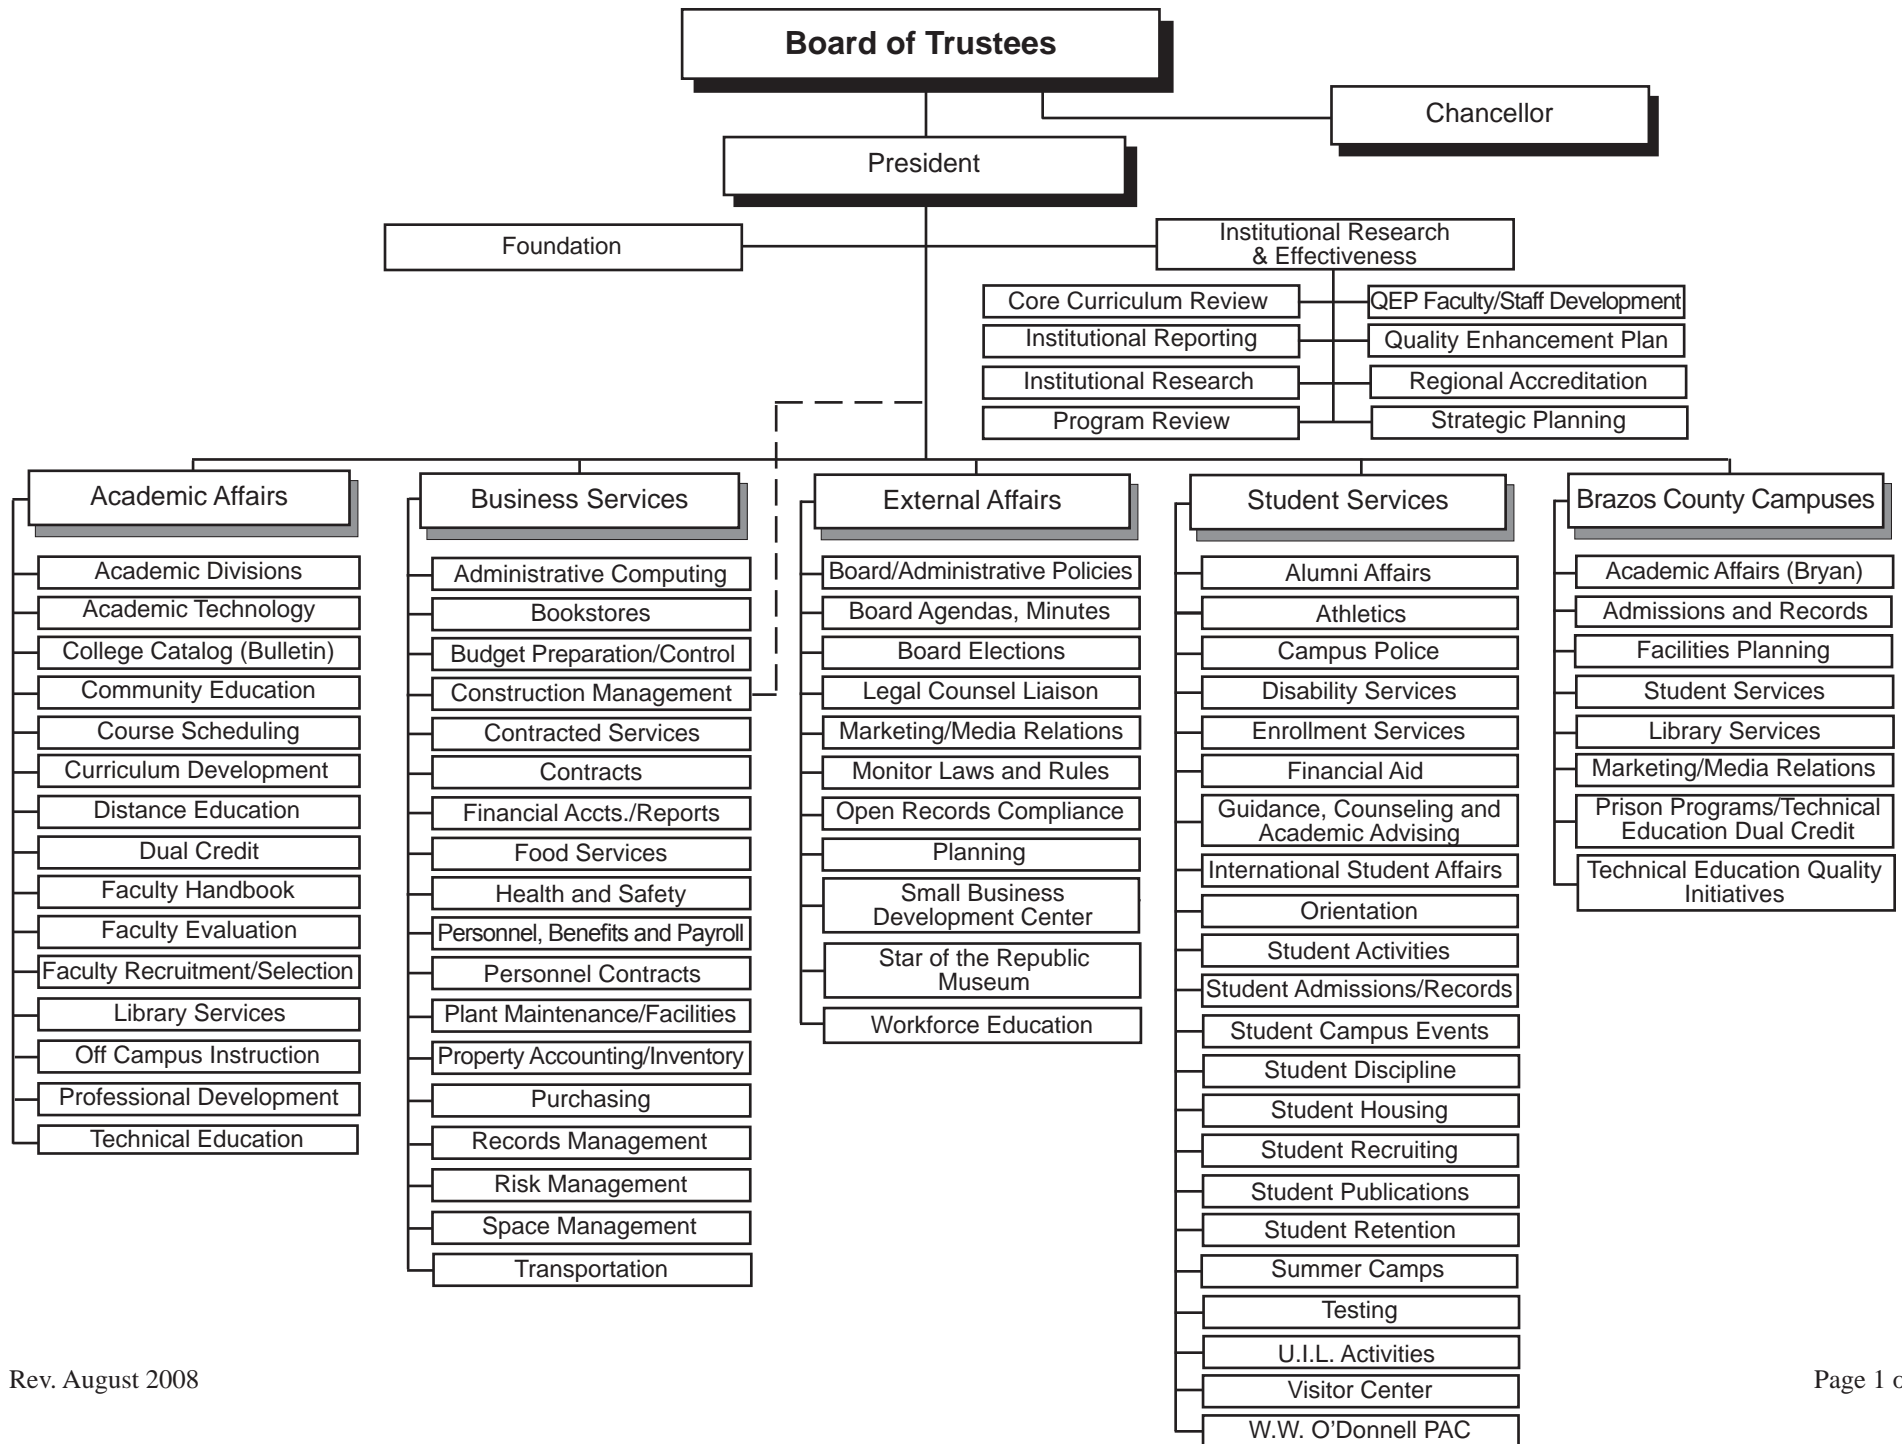 Board of Trustees
Chancellor
President
Foundation
Institutional Research
& Effectiveness
Core Curriculum Review
QEP Faculty/Staff Development
Institutional Reporting
Quality Enhancement Plan
Institutional Research
Regional Accreditation
Program Review
Strategic Planning
Academic Affairs
Academic Divisions
Academic Technology
College Catalog (Bulletin)
Community Education
Course Scheduling
Curriculum Development
Distance Education
Dual Credit
Faculty Handbook
Faculty Evaluation
Faculty Recruitment/Selection
Library Services
Off Campus Instruction
Professional Development
Technical Education
Business Services
Administrative Computing
Bookstores
Budget Preparation/Control
Construction Management
Contracted Services
Contracts
Financial Accts./Reports
Food Services
Health and Safety
Personnel, Benefits and Payroll
Personnel Contracts
Plant Maintenance/Facilities
Property Accounting/Inventory
Purchasing
Records Management
Risk Management
Space Management
Transportation
External Affairs
Board/Administrative Policies
Board Agendas, Minutes
Board Elections
Legal Counsel Liaison
Marketing/Media Relations
Monitor Laws and Rules
Open Records Compliance
Planning
Small Business
Development Center
Star of the Republic
Museum
Workforce Education
Student Services
Alumni Affairs
Athletics
Campus Police
Disability Services
Enrollment Services
Financial Aid
Guidance, Counseling and
Academic Advising
International Student Affairs
Orientation
Student Activities
Student Admissions/Records
Student Campus Events
Student Discipline
Student Housing
Student Recruiting
Student Publications
Student Retention
Summer Camps
Testing
U.I.L. Activities
Visitor Center
W.W. O’Donnell PAC
Brazos County Campuses
Academic Affairs (Bryan)
Admissions and Records
Facilities Planning
Student Services
Library Services
Marketing/Media Relations
Prison Programs/Technical
Education Dual Credit
Technical Education Quality
Initiatives
Rev. August 2008
Page 1